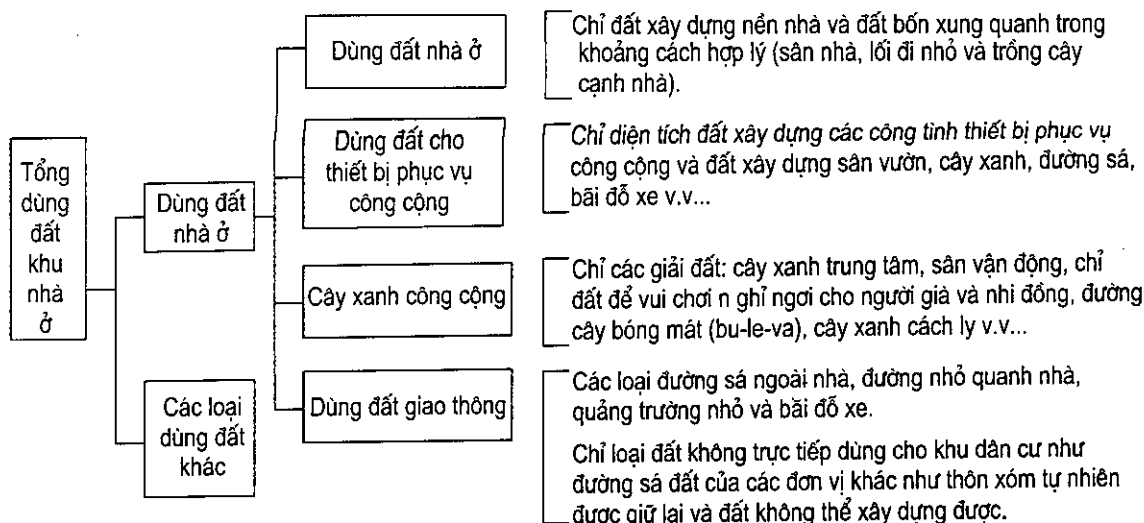 Tổng
dùng
đất
khu
nhà
ở
Dùng đất
nhà ở
Các loại
dùng đất
khác
Dùng đất nhà ở
Chỉ đất xây dựng nền nhà và đất bốn xung quanh trong
khoảng cách hợp lý (sân nhà, lối đi nhỏ và trồng cây
cạnh nhà).
Dùng đất cho
thiết bị phục vụ
công cộng
Chỉ diện tích đất xây dựng các công tình thiết bị phục vụ
công cộng và đất xây dựng sân vườn, cây xanh, đường sá,
bãi đỗ xe v.v...
Cây xanh công cộng
Chỉ các giải đất: cây xanh trung tâm, sân vận động, chỉ
đất để vui chơi n ghỉ ngơi cho người già và nhi đồng, đường
cây bóng mát (bu-le-va), cây xanh cách ly v.v...
Dùng đất giao thông
Các loại đường sá ngoài nhà, đường nhỏ quanh nhà,
quảng trường nhỏ và bãi đỗ xe.
Chỉ loại đất không trực tiếp dùng cho khu dân cư như
đường sá đất của các đơn vị khác như thôn xóm tự nhiên
được giữ lại và đất không thể xây dựng được.